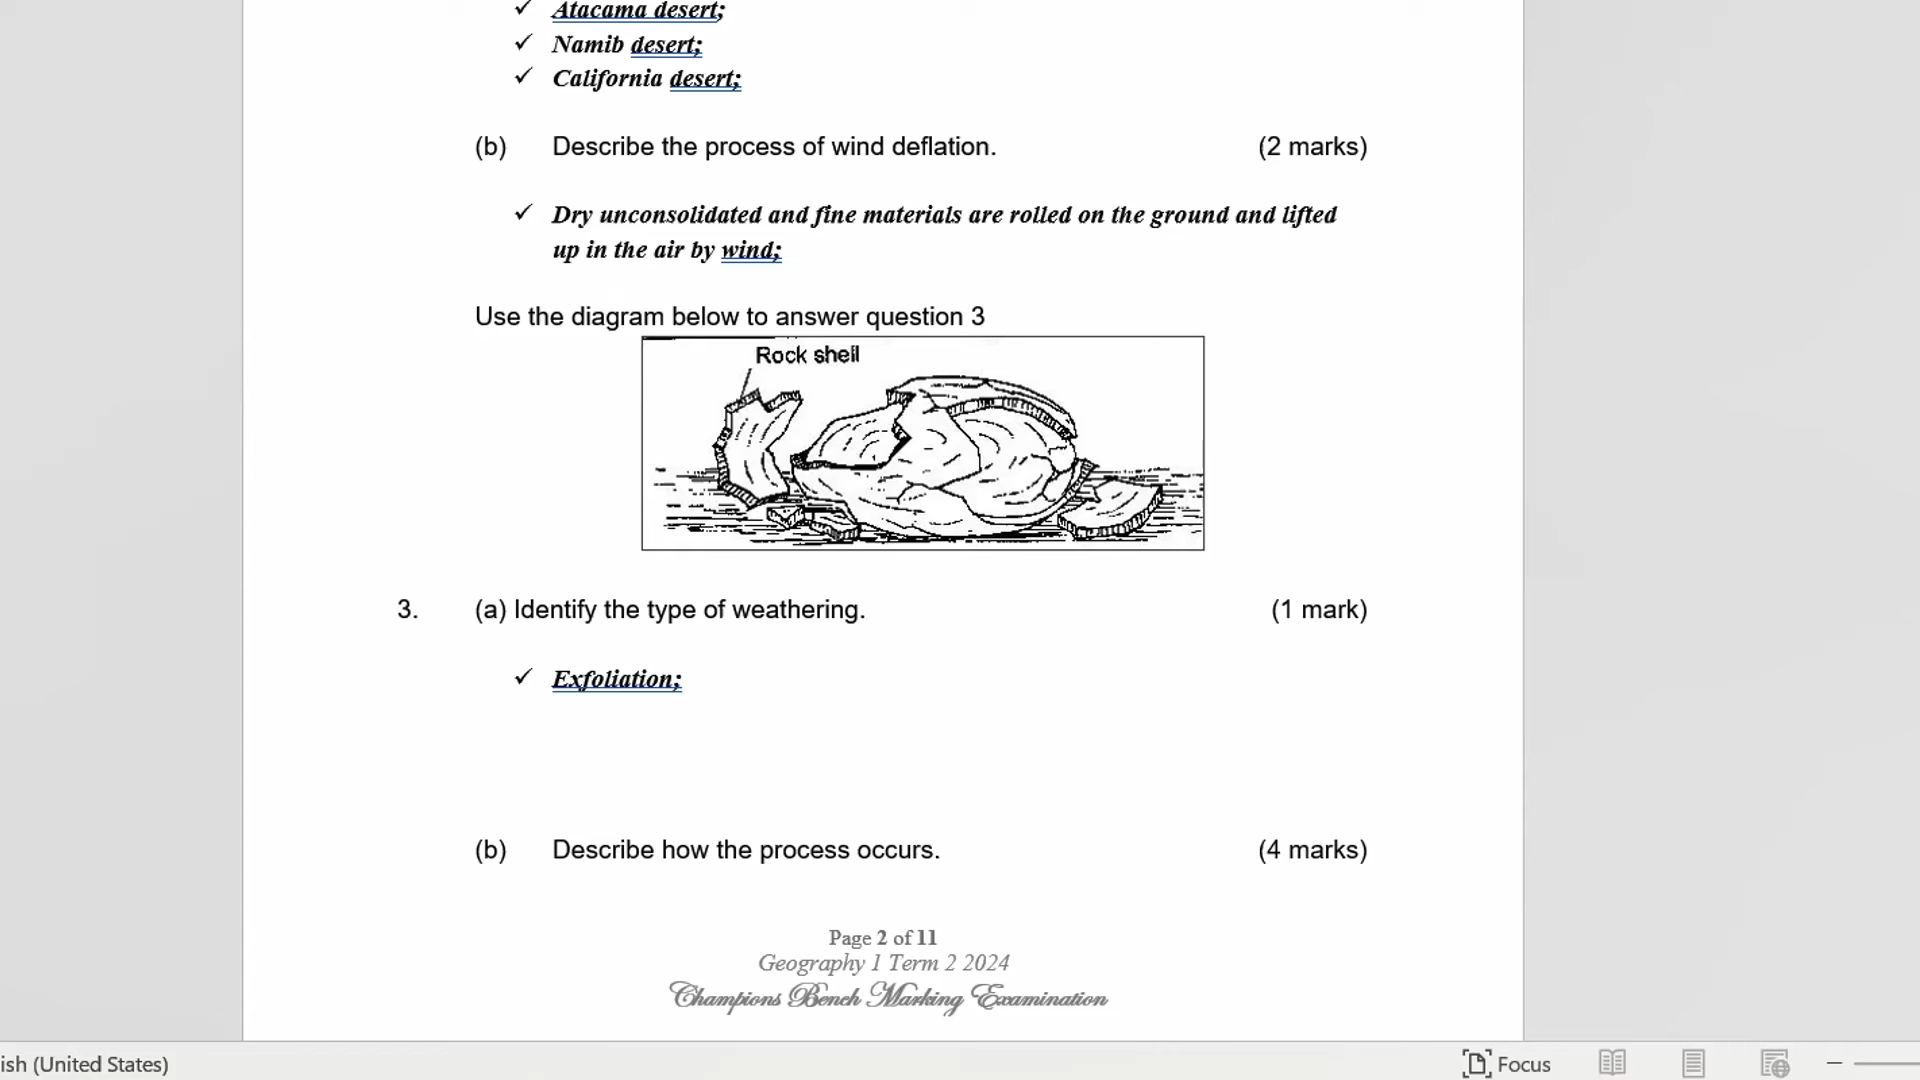 ✓ Atacama desert;
✓ Namib desert;
✓ California desert;
(b) Describe the process of wind deflation. (2 marks)
✓ Dry unconsolidated and fine materials are rolled on the ground and lifted
up in the air by wind;
Use the diagram below to answer question 3
Rock shell
3. (a) Identify the type of weathering. (1 mark)
✓ Exfoliation;
(b) Describe how the process occurs. (4 marks)
Page 2 of 11
Geography 1 Term 2 2024
Champions Bench Marking Examination
ish (United States) Focus